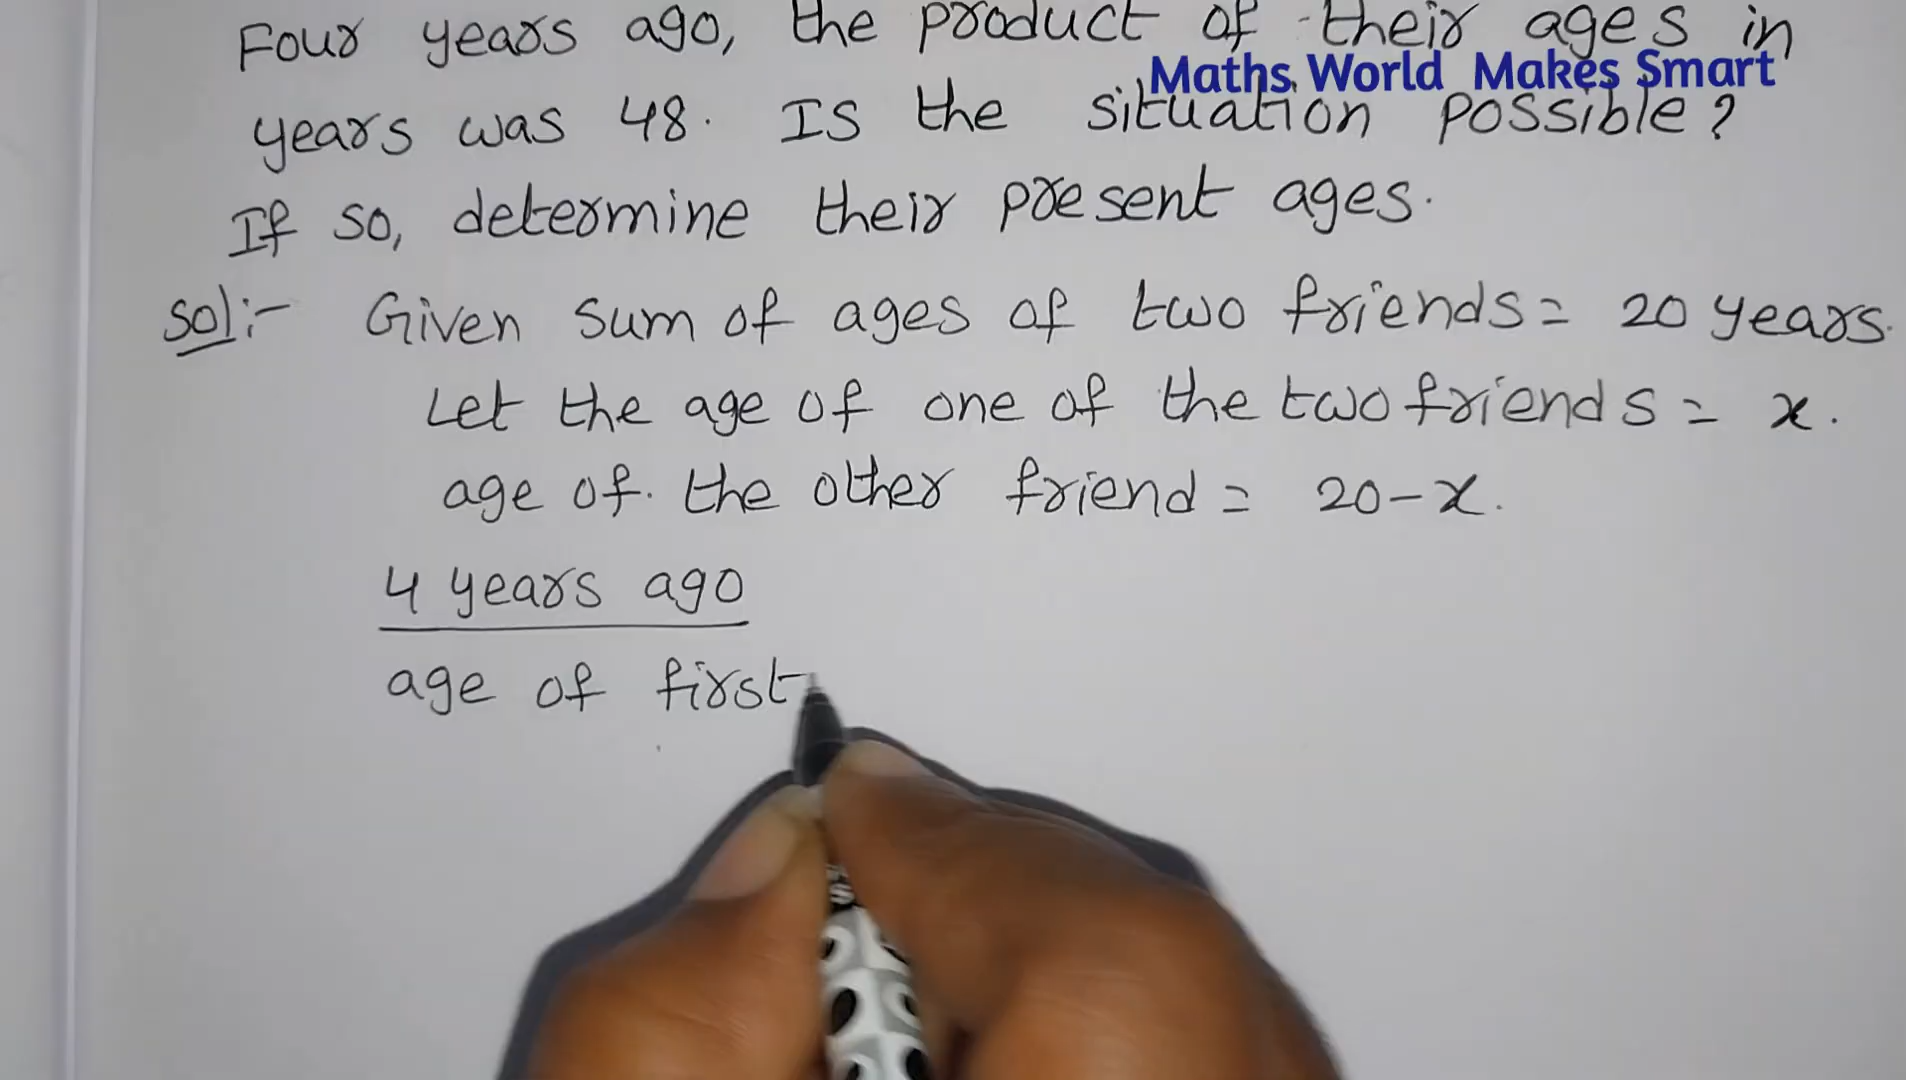 Four years ago, the product of their ages in
Maths World Makes Smart
years was 48. Is the situation possible?
If so, determine their present ages.
Sol:- Given sum of ages of two friends = 20 years.
Let the age of one of the two friends = x.
age of the other friend = 20-x.
4 years ago
age of first